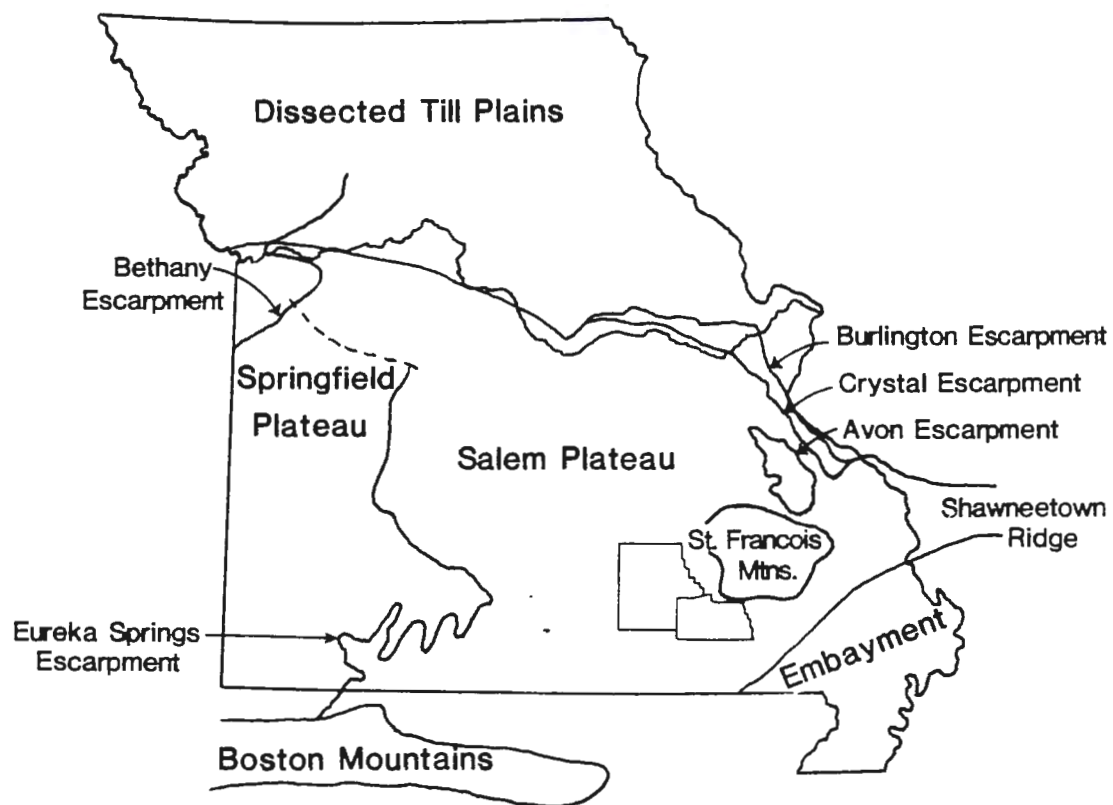 Dissected Till Plains
Bethany
Escarpment
Springfield
Plateau
Burlington Escarpment
Crystal Escarpment
Avon Escarpment
Salem Plateau
Shawneetown
Ridge
St. Francois
Mtns.
Eureka Springs
Escarpment
Embayment
Boston Mountains